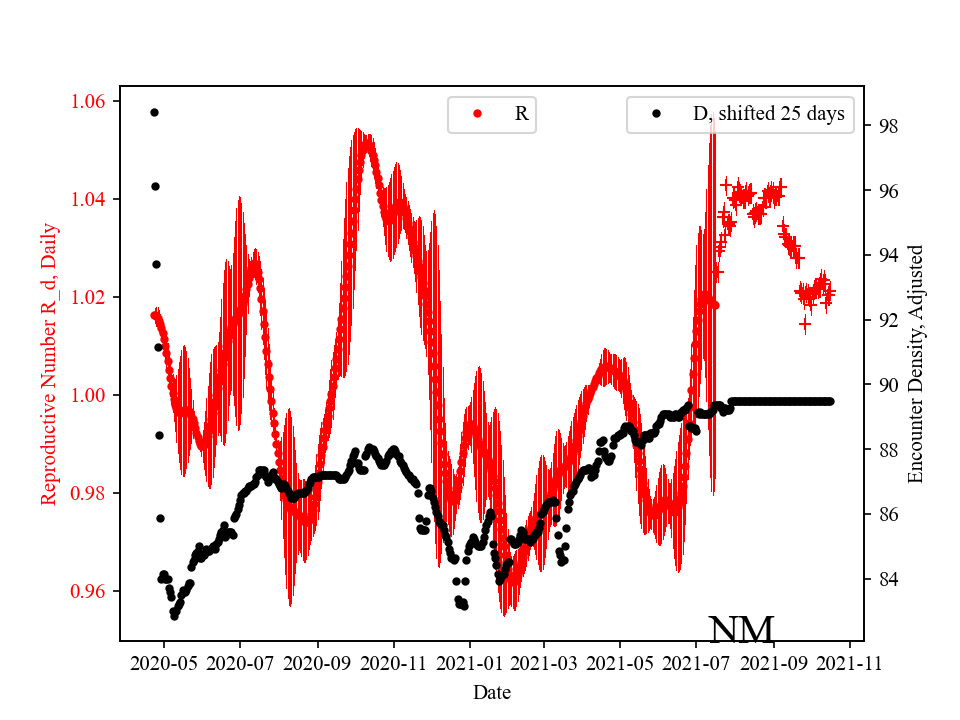 R
D, shifted 25 days
1.06
1.04
1.02
1.00
0.98
0.96
Reproductive Number R_d, Daily
98
96
94
92
90
88
86
84
Encounter Density, Adjusted
NM
2020-05 2020-07 2020-09 2020-11 2021-01 2021-03 2021-05 2021-07 2021-09 2021-11
Date